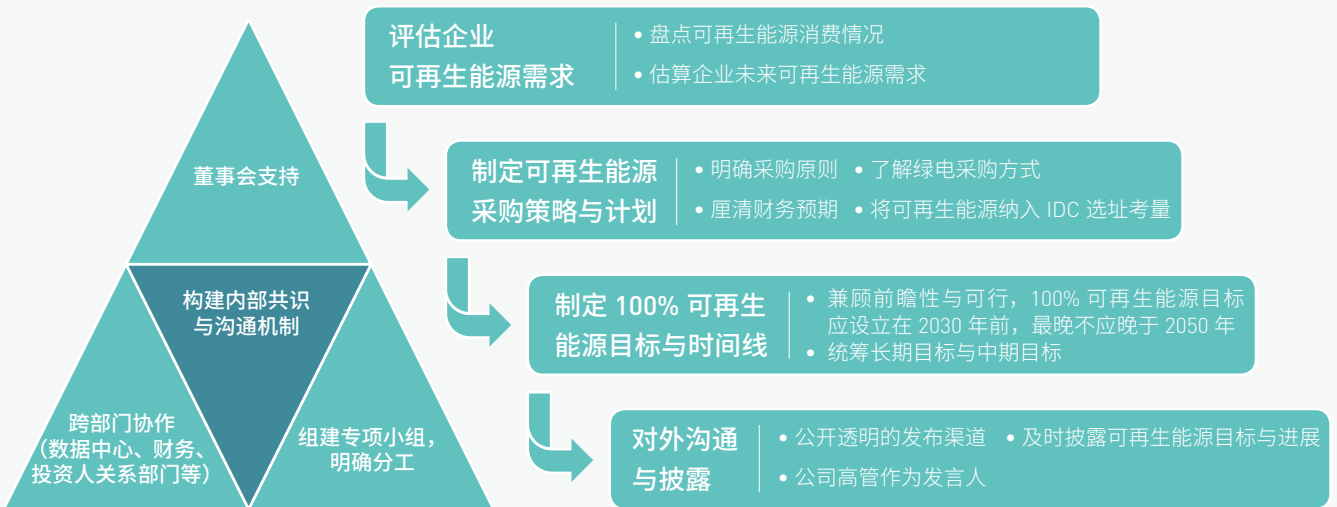 董事会支持
构建内部共识
与沟通机制
跨部门协作
（数据中心、财务、
投资人关系部门等）
组建专项小组，
明确分工
评估企业
可再生能源需求
• 盘点可再生能源消费情况
• 估算企业未来可再生能源需求
制定可再生能源
采购策略与计划
• 明确采购原则 • 了解绿电采购方式
• 厘清财务预期 • 将可再生能源纳入 IDC 选址考量
制定 100% 可再生
能源目标与时间线
• 兼顾前瞻性与可行，100% 可再生能源目标
应设立在 2030 年前，最晚不应晚于 2050 年
• 统筹长期目标与中期目标
对外沟通
与披露
• 公开透明的发布渠道 • 及时披露可再生能源目标与进展
• 公司高管作为发言人